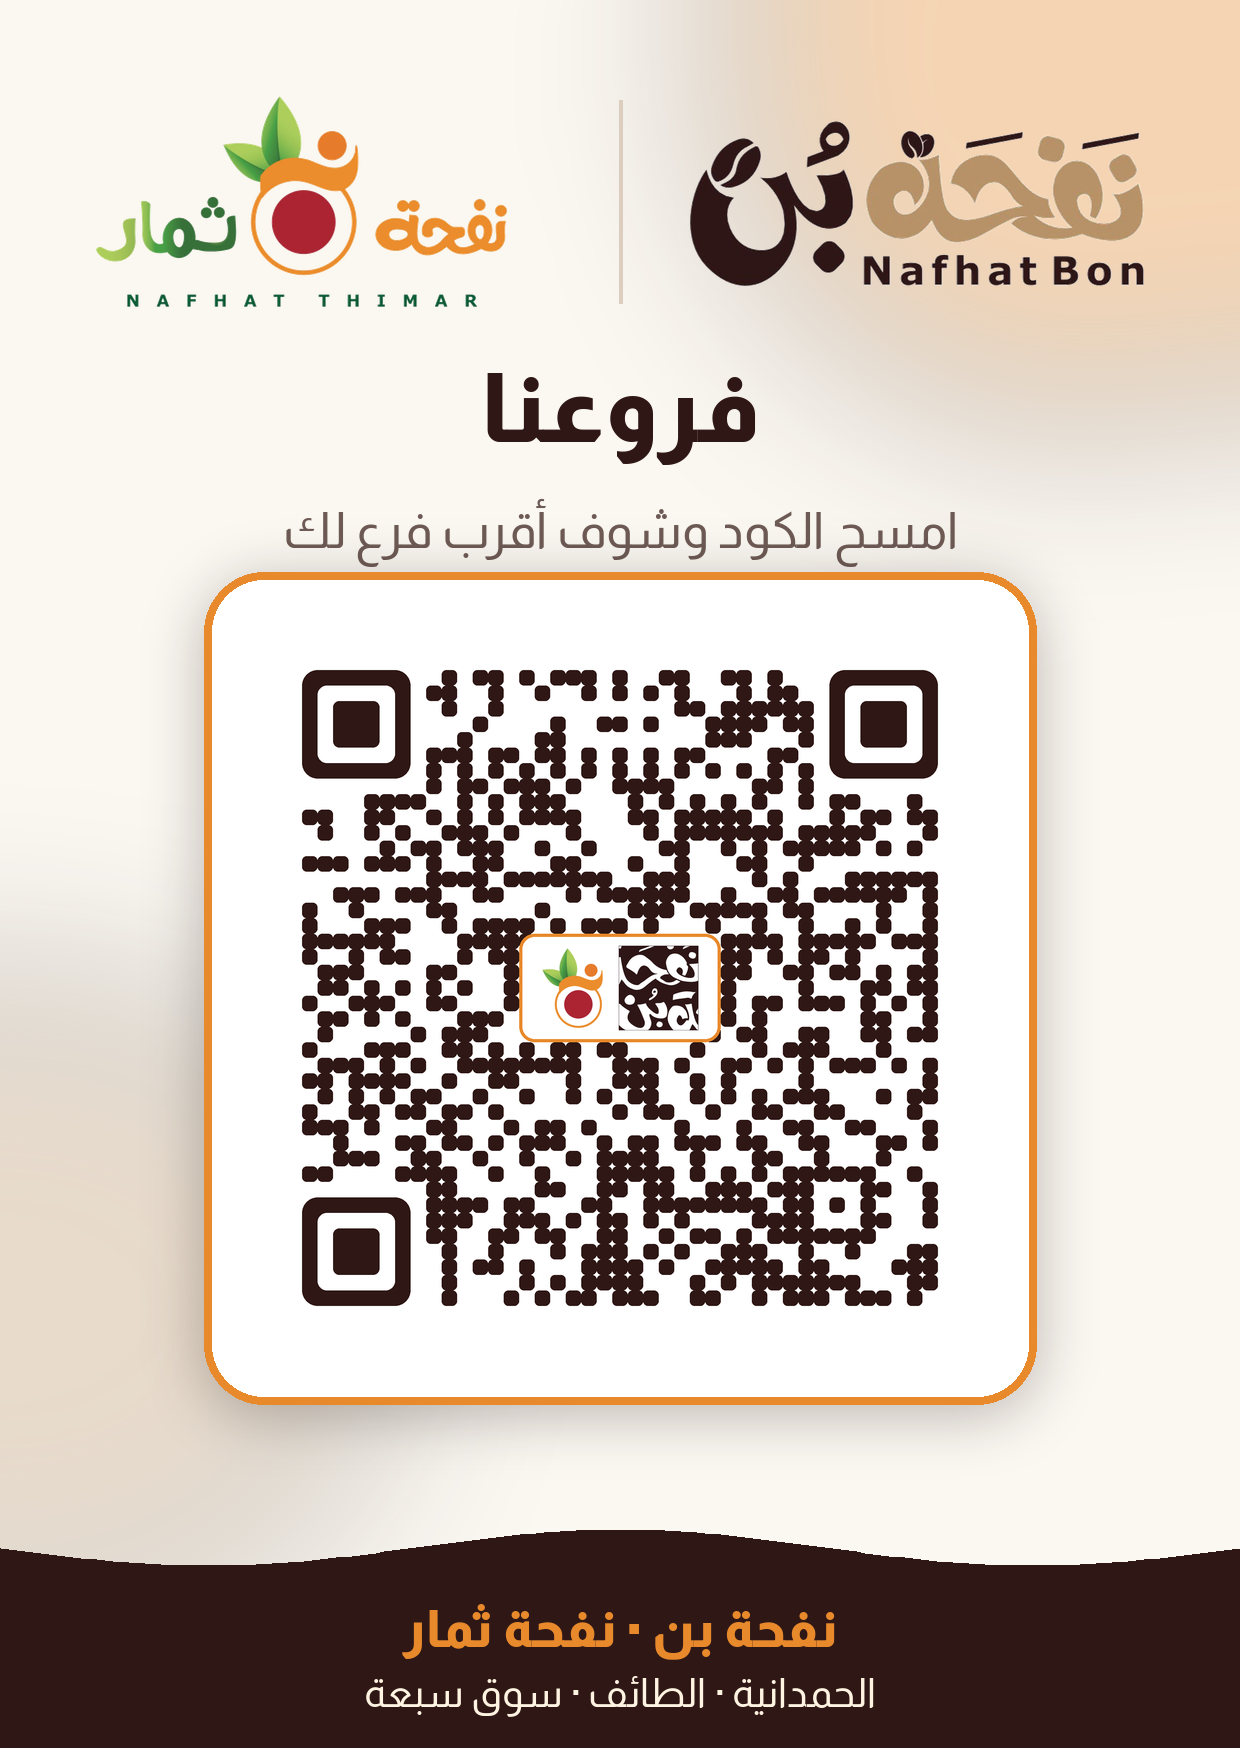 نَفحَة بُن
Nafhat Bon
نفحة ثمار
NAFHAT THIMAR
فروعنا
امسح الكود وشوف أقرب فرع لك
نفحة بن
نفحة بن · نفحة ثمار
الحمدانية · الطائف · سوق سبعة